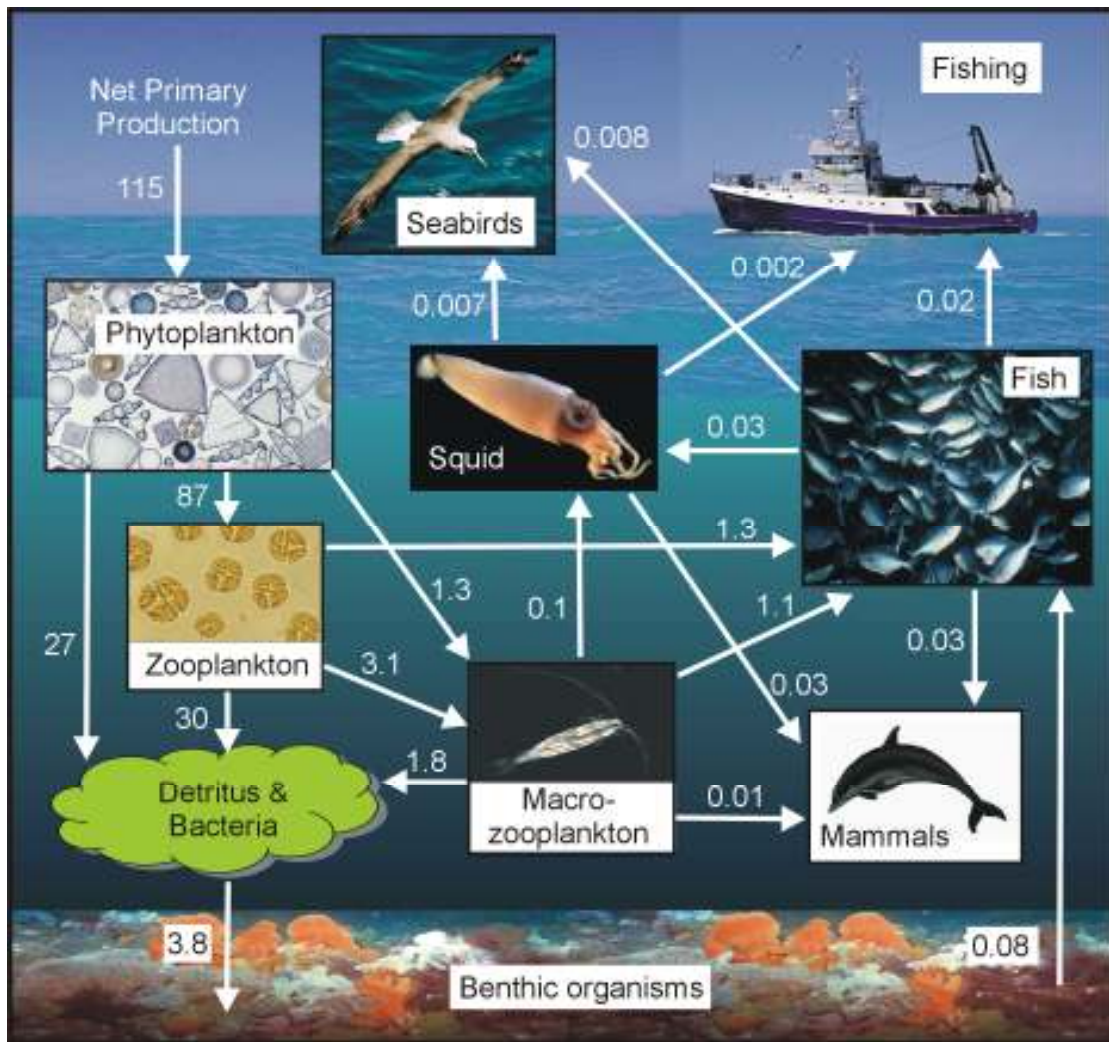 Net Primary
Production
115
Seabirds
0.008
Fishing
0.007
0.002
0.02
Phytoplankton
Fish
Squid
0.03
87
1.3
1.3
0.1
1.1
27
Zooplankton
3.1
0.03
0.03
30
1.8
Detritus &
Bacteria
Macro-
zooplankton
0.01
Mammals
3.8
0.08
Benthic organisms